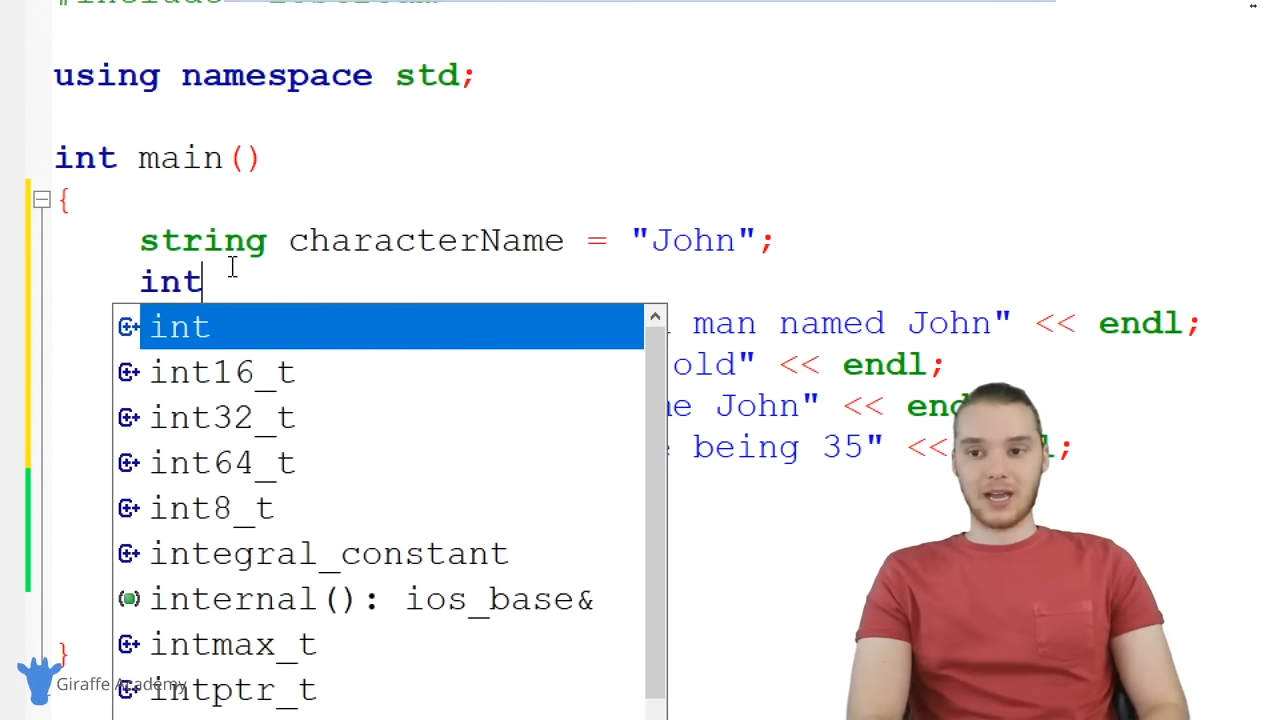 #include
using namespace std;
int main()
{
string characterName = "John";
int
int
man named John" << endl;
int16_t
old" << endl;
int32_t
John" << end
int64_t
being 35" << l;
int8_t
integral_constant
internal(): ios_base&
intmax_t
}
Giraffe Academy
intptr_t